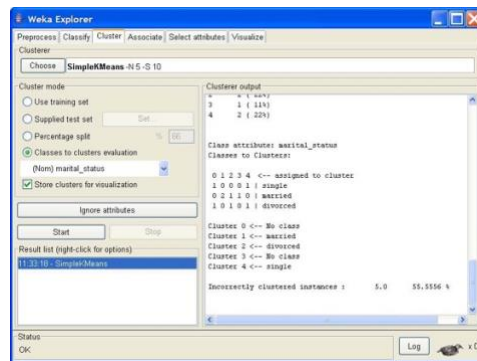 Weka Explorer
Preprocess Classify Cluster Associate Select attributes Visualize
Clusterer
Choose SimpleKMeans -N 5 -S 10
Cluster mode
Use training set
Supplied test set Set...
Percentage split % 66
Classes to clusters evaluation
(Nom) marital_status
Store clusters for visualization
Ignore attributes
Start Stop
Result list (right-click for options)
11:33:18 - SimpleKMeans
Clusterer output
3 1 ( 11%)
4 2 ( 22%)
Class attribute: marital_status
Classes to Clusters:
0 1 2 3 4 <-- assigned to cluster
1 0 0 0 1 | single
0 2 1 1 0 | married
1 0 1 0 1 | divorced
Cluster 0 <-- No class
Cluster 1 <-- married
Cluster 2 <-- divorced
Cluster 3 <-- No class
Cluster 4 <-- single
Incorrectly clustered instances : 5.0 55.5556 %
Status
OK
Log